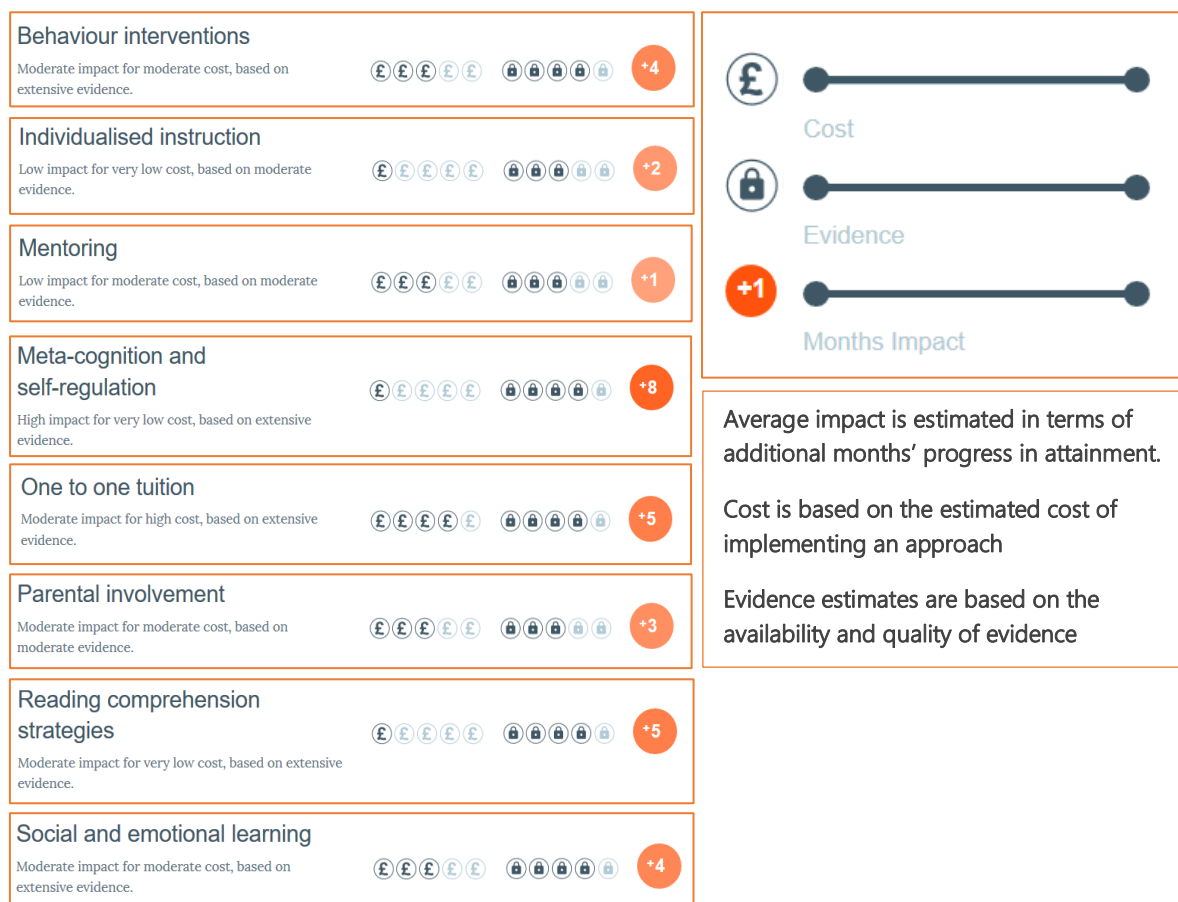 Behaviour interventions
Moderate impact for moderate cost, based on
extensive evidence.
£ £ £ £ £
+4
Individualised instruction
Low impact for very low cost, based on moderate
evidence.
£ £ £ £ £
+2
Mentoring
Low impact for moderate cost, based on moderate
evidence.
£ £ £ £ £
+1
Meta-cognition and
self-regulation
High impact for very low cost, based on extensive
evidence.
£ £ £ £ £
+8
One to one tuition
Moderate impact for high cost, based on extensive
evidence.
£ £ £ £ £
+5
Parental involvement
Moderate impact for moderate cost, based on
moderate evidence.
£ £ £ £ £
+3
Reading comprehension
strategies
Moderate impact for very low cost, based on extensive
evidence.
£ £ £ £ £
+5
Social and emotional learning
Moderate impact for moderate cost, based on
extensive evidence.
£ £ £ £ £
+4
£
Cost
Evidence
+1
Months Impact
Average impact is estimated in terms of
additional months’ progress in attainment.
Cost is based on the estimated cost of
implementing an approach
Evidence estimates are based on the
availability and quality of evidence